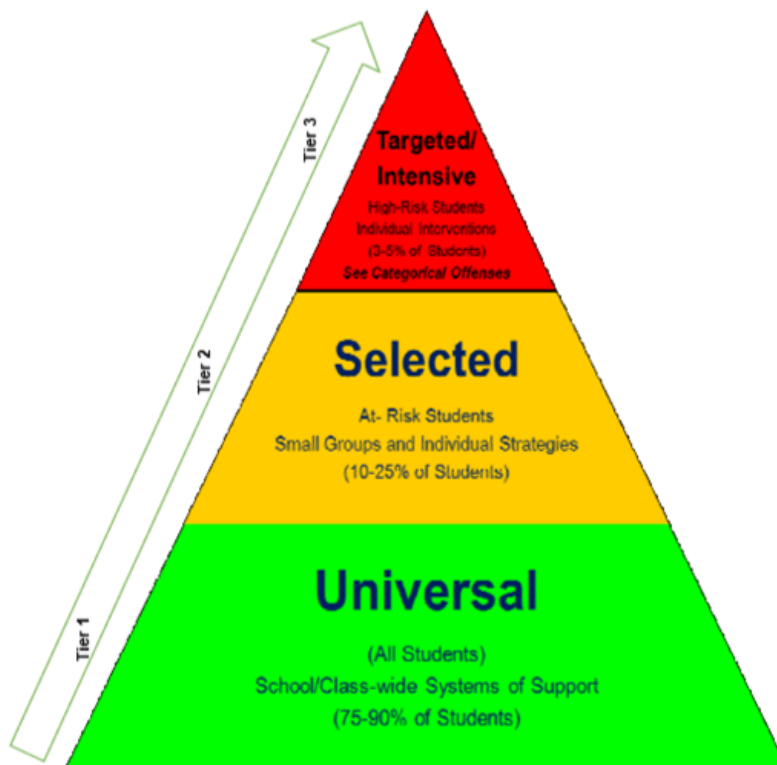 Tier 3
Tier 2
Tier 1
Targeted/
Intensive
High-Risk Students
Individual Interventions
(3-5% of Students)
See Categorical Offenses
Selected
At- Risk Students
Small Groups and Individual Strategies
(10-25% of Students)
Universal
(All Students)
School/Class-wide Systems of Support
(75-90% of Students)